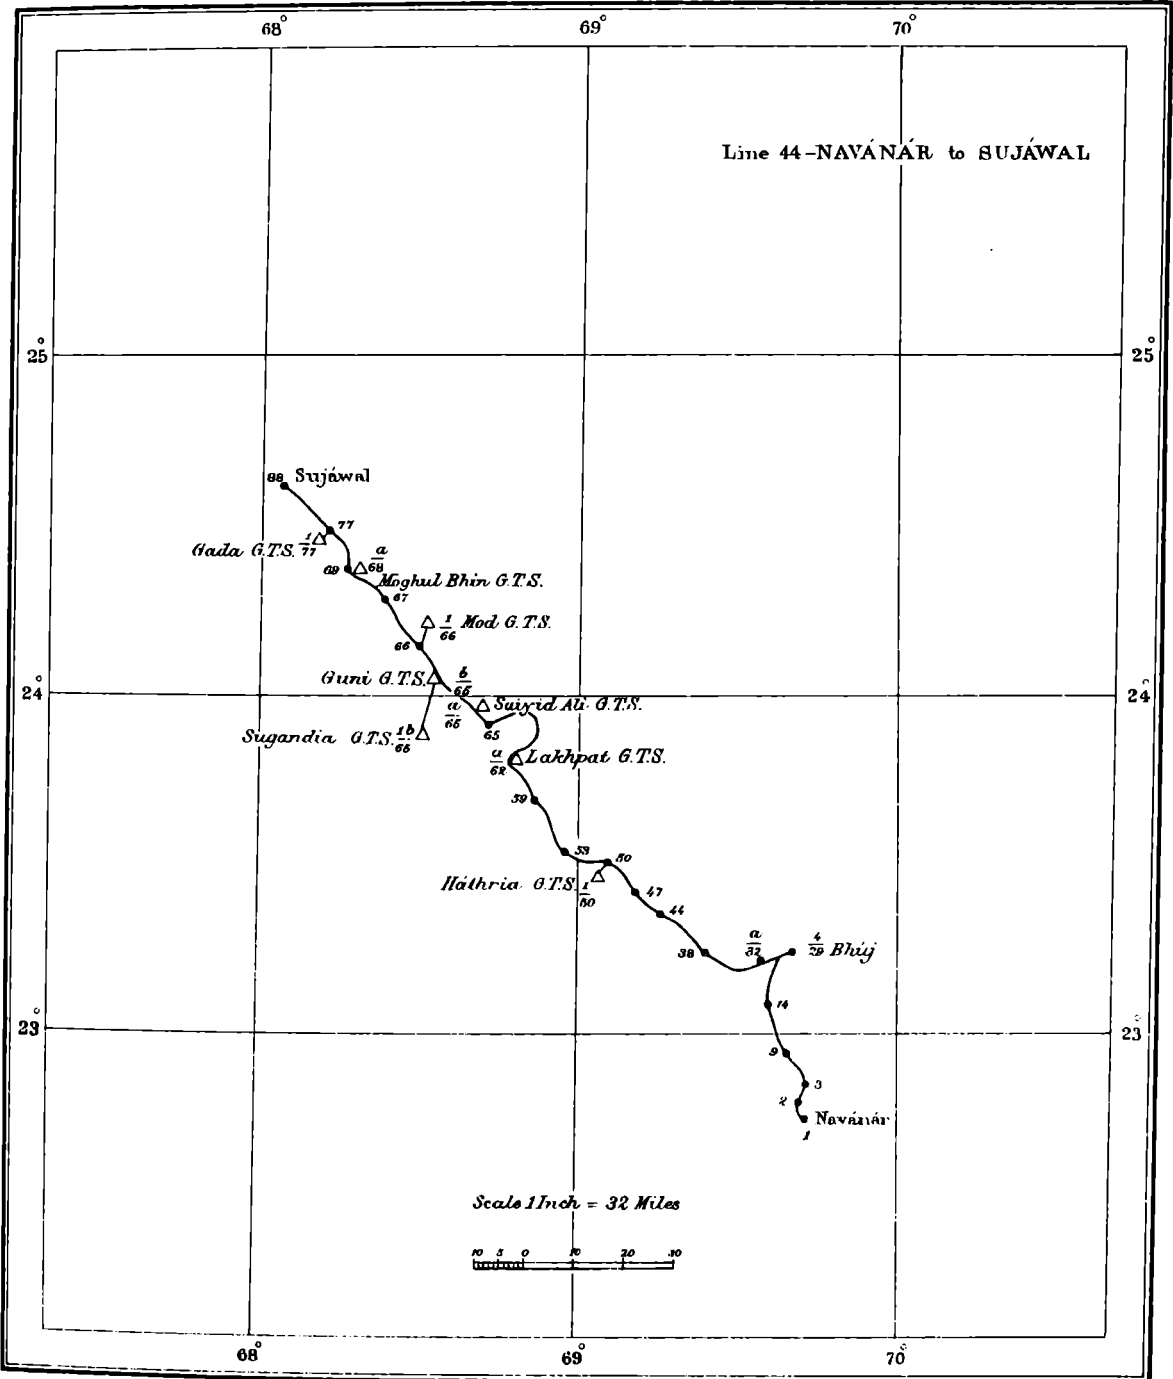 68° 69° 70°
Line 44–NAVÁNÁR to SUJÁWAL
25° 25°
88 Sujáwal
77
Gada G.T.S. 1/77
a/68
69
Moghul Bhin G.T.S.
67
1/66 Mod G.T.S.
66
Guni G.T.S. b/65
24° 24°
a/65 Saiyid Ali G.T.S.
65
Sugandia G.T.S. 1b/65
a/62 Lakhpat G.T.S.
59
53 50
Háthria G.T.S. 1/50
47
44
38 a/32 4/29 Bhúj
14
23° 23°
9
3
2
Navánár
1
Scale 1 Inch = 32 Miles
10 5 0 10 20 30
68° 69° 70°